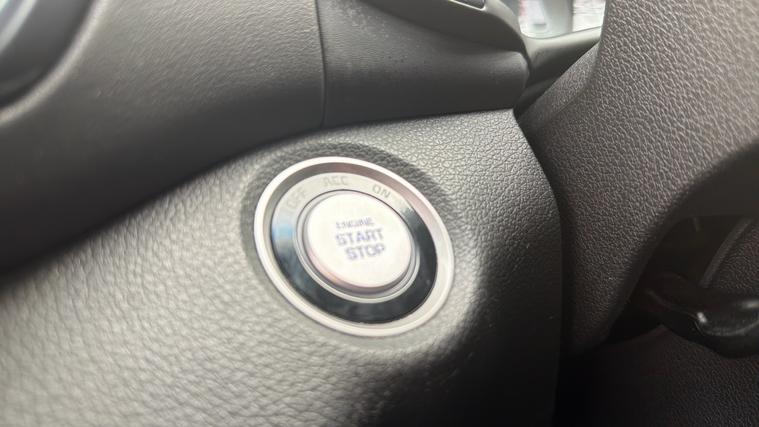 OFF ACC ON
ENGINE
START
STOP